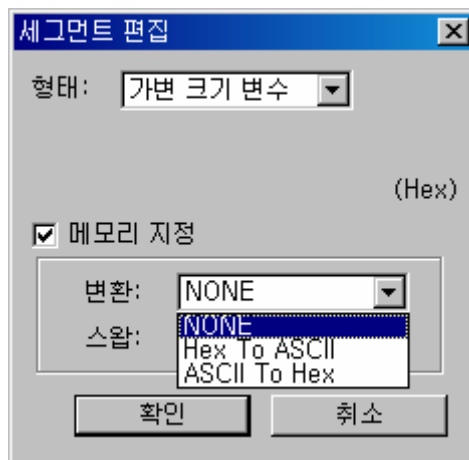 세그먼트 편집
형태: 가변 크기 변수
(Hex)
메모리 지정
변환: NONE
NONE
스왑:
Hex To ASCII
ASCII To Hex
확인 취소